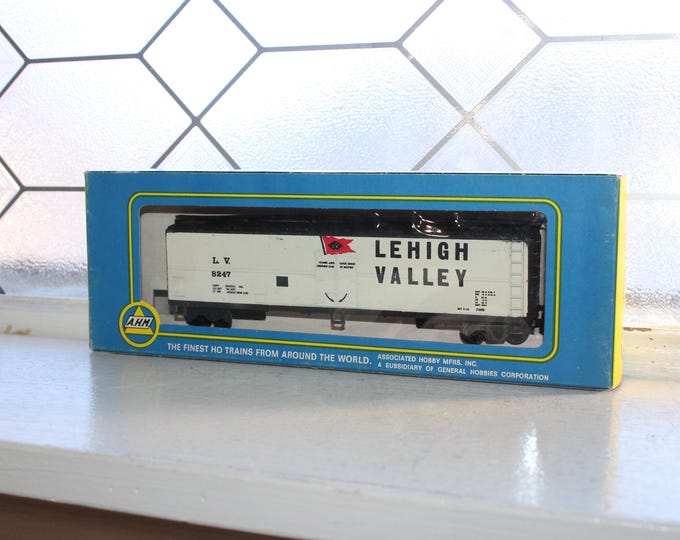 LEHIGH
VALLEY
L.V.
8247
A.H.M.
THE FINEST HO TRAINS FROM AROUND THE WORLD.
ASSOCIATED HOBBY MFRS. INC.
A SUBSIDIARY OF GENERAL HOBBIES CORPORATION